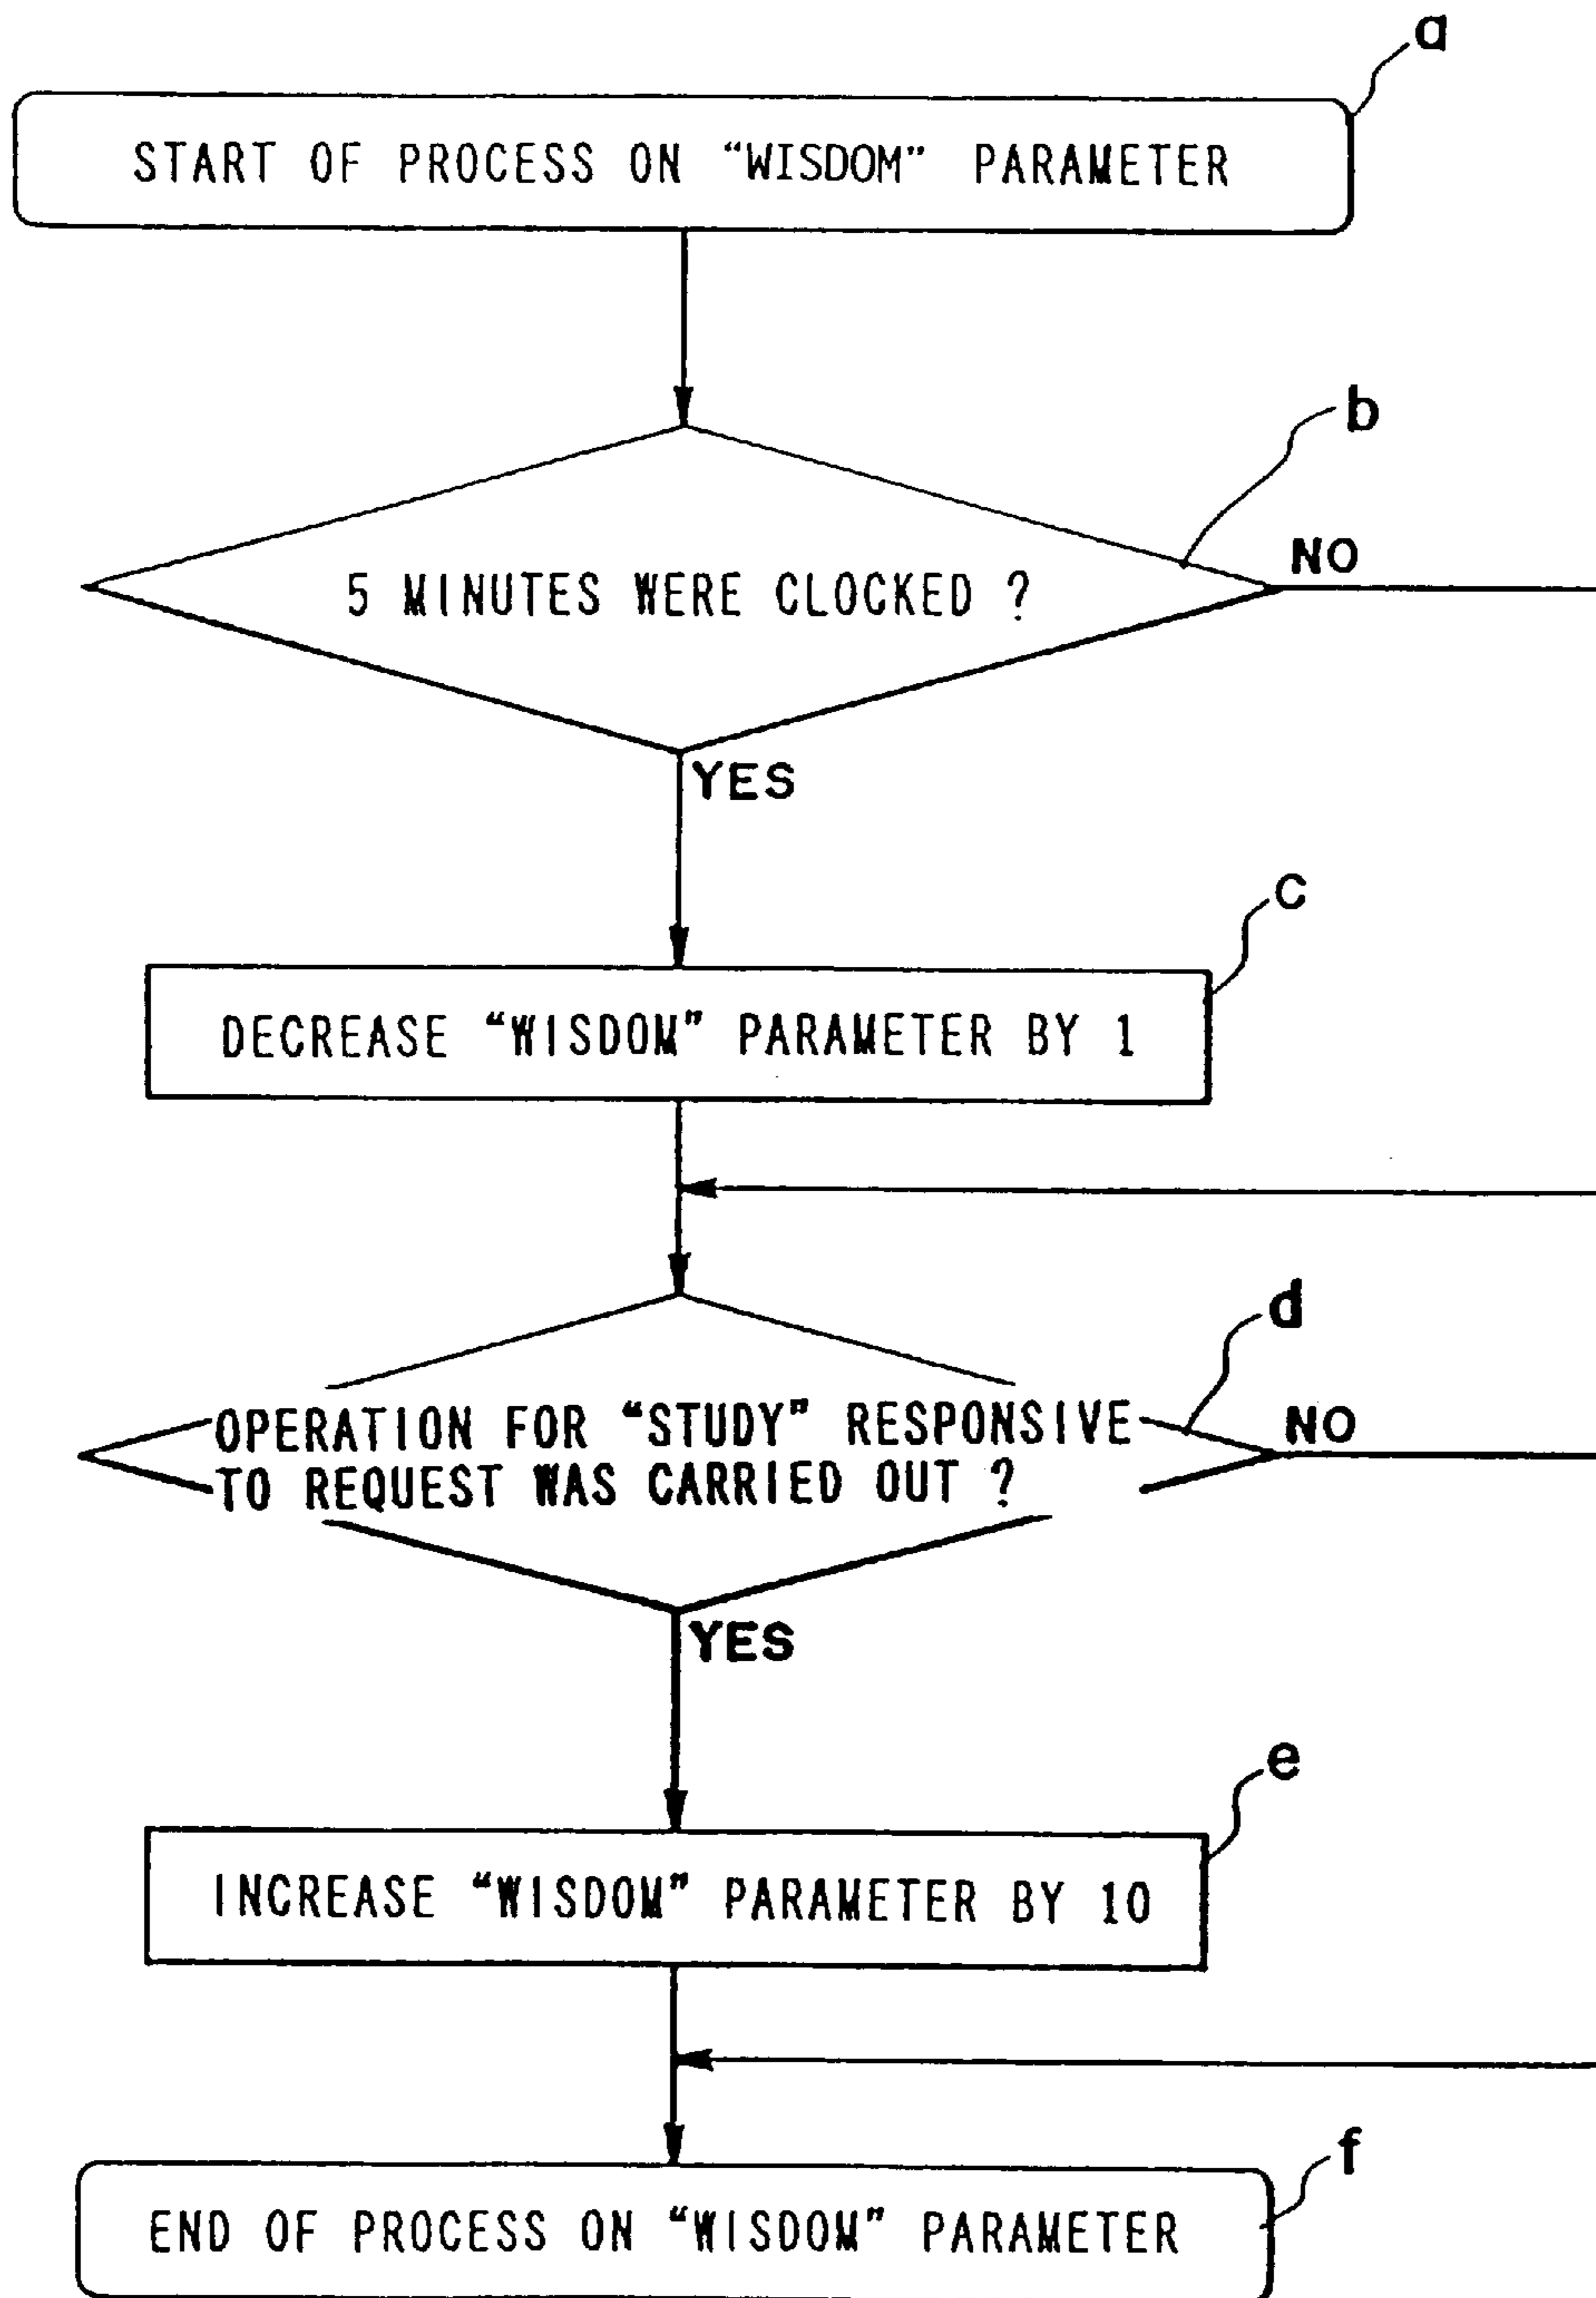 a
START OF PROCESS ON “WISDOM” PARAMETER
b
5 MINUTES WERE CLOCKED ?
NO
YES
c
DECREASE “WISDOM” PARAMETER BY 1
d
OPERATION FOR “STUDY” RESPONSIVE
TO REQUEST WAS CARRIED OUT ?
NO
YES
e
INCREASE “WISDOM” PARAMETER BY 10
f
END OF PROCESS ON “WISDOM” PARAMETER